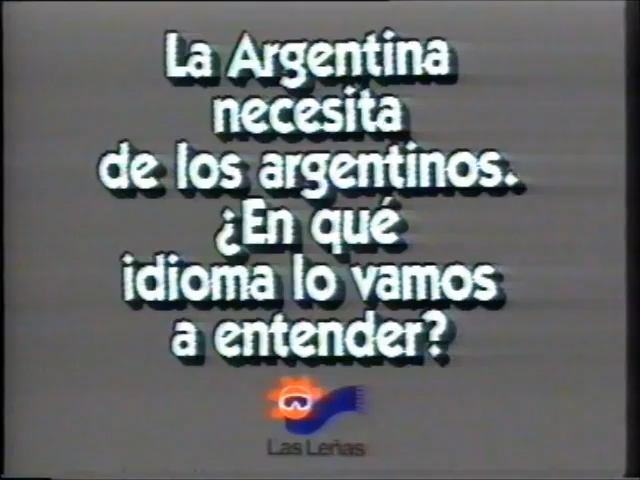 La Argentina
necesita
de los argentinos.
¿En qué
idioma lo vamos
a entender?
Las Leñas